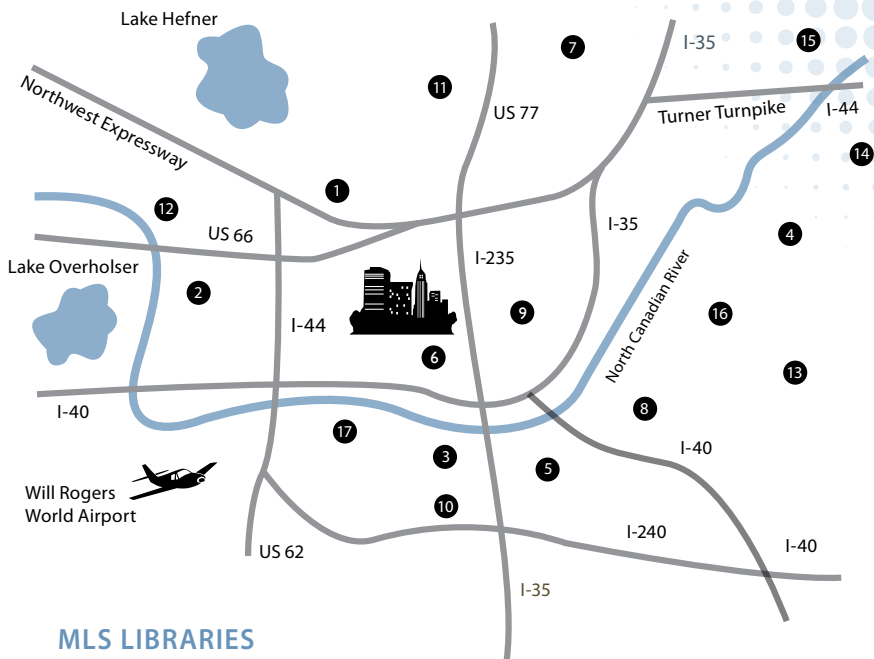 Lake Hefner
7
I-35
15
11
Northwest Expressway
US 77
Turner Turnpike
I-44
14
1
12
US 66
I-35
4
Lake Overholser
I-235
2
I-44
9
North Canadian River
16
6
13
I-40
8
17
3
5
I-40
Will Rogers
World Airport
10
I-240
I-40
US 62
I-35
MLS LIBRARIES